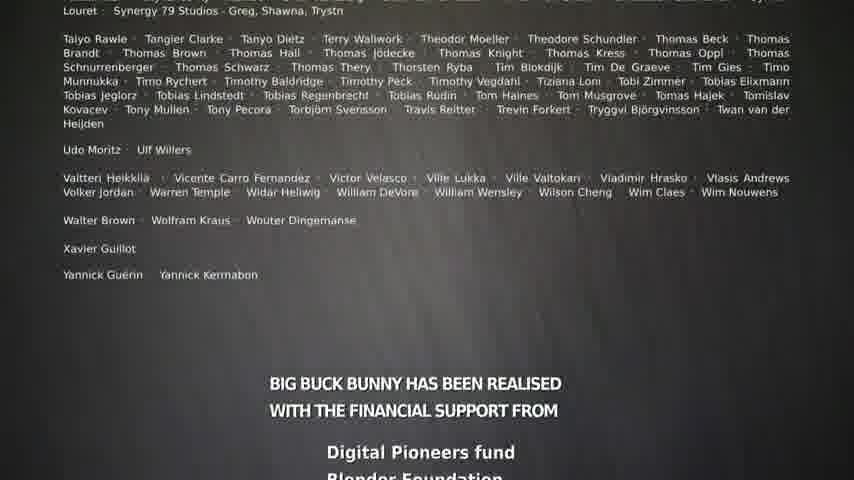 Louret · Synergy 79 Studios - Greg, Shawna, Trystn
Taiyo Rawle · Tangier Clarke · Tanyo Dietz · Terry Wallwork · Theodor Moeller · Theodore Schundler · Thomas Beck · Thomas
Brandt · Thomas Brown · Thomas Hall · Thomas Jödecke · Thomas Knight · Thomas Kress · Thomas Oppl · Thomas
Schnurrenberger · Thomas Schwarz · Thomas Thery · Thorsten Ryba · Tim Blokdijk · Tim De Graeve · Tim Gies · Timo
Munnukka · Timo Rychert · Timothy Baldridge · Timothy Peck · Timothy Vegdahl · Tiziana Loni · Tobi Zimmer · Tobias Elixmann
Tobias Jeglorz · Tobias Lindstedt · Tobias Regenbrecht · Tobias Rudin · Tom Haines · Tom Musgrove · Tomas Hajek · Tomislav
Kovacev · Tony Mullen · Tony Pecora · Torbjörn Svensson · Travis Reitter · Trevin Forkert · Tryggvi Björgvinsson · Twan van der
Heijden
Udo Moritz · Ulf Willers
Valtteri Heikkilä · Vicente Carro Fernandez · Victor Velasco · Ville Lukka · Ville Valtokari · Vladimir Hrasko · Vlasis Andrews
Volker Jordan · Warren Temple · Widar Hellwig · William DeVore · William Wensley · Wilson Cheng · Wim Claes · Wim Nouwens
Walter Brown · Wolfram Kraus · Wouter Dingemanse
Xavier Guillot
Yannick Guérin · Yannick Kermabon
BIG BUCK BUNNY HAS BEEN REALISED
WITH THE FINANCIAL SUPPORT FROM
Digital Pioneers fund
Blender Foundation